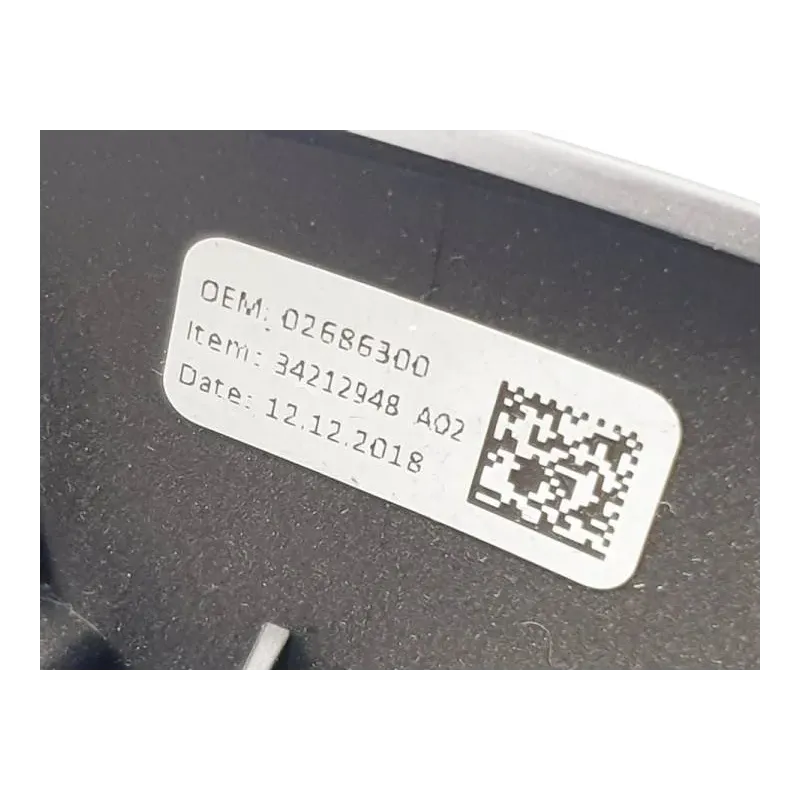 OEM: 02686300
Item: 34212948 A02
Date: 12.12.2018